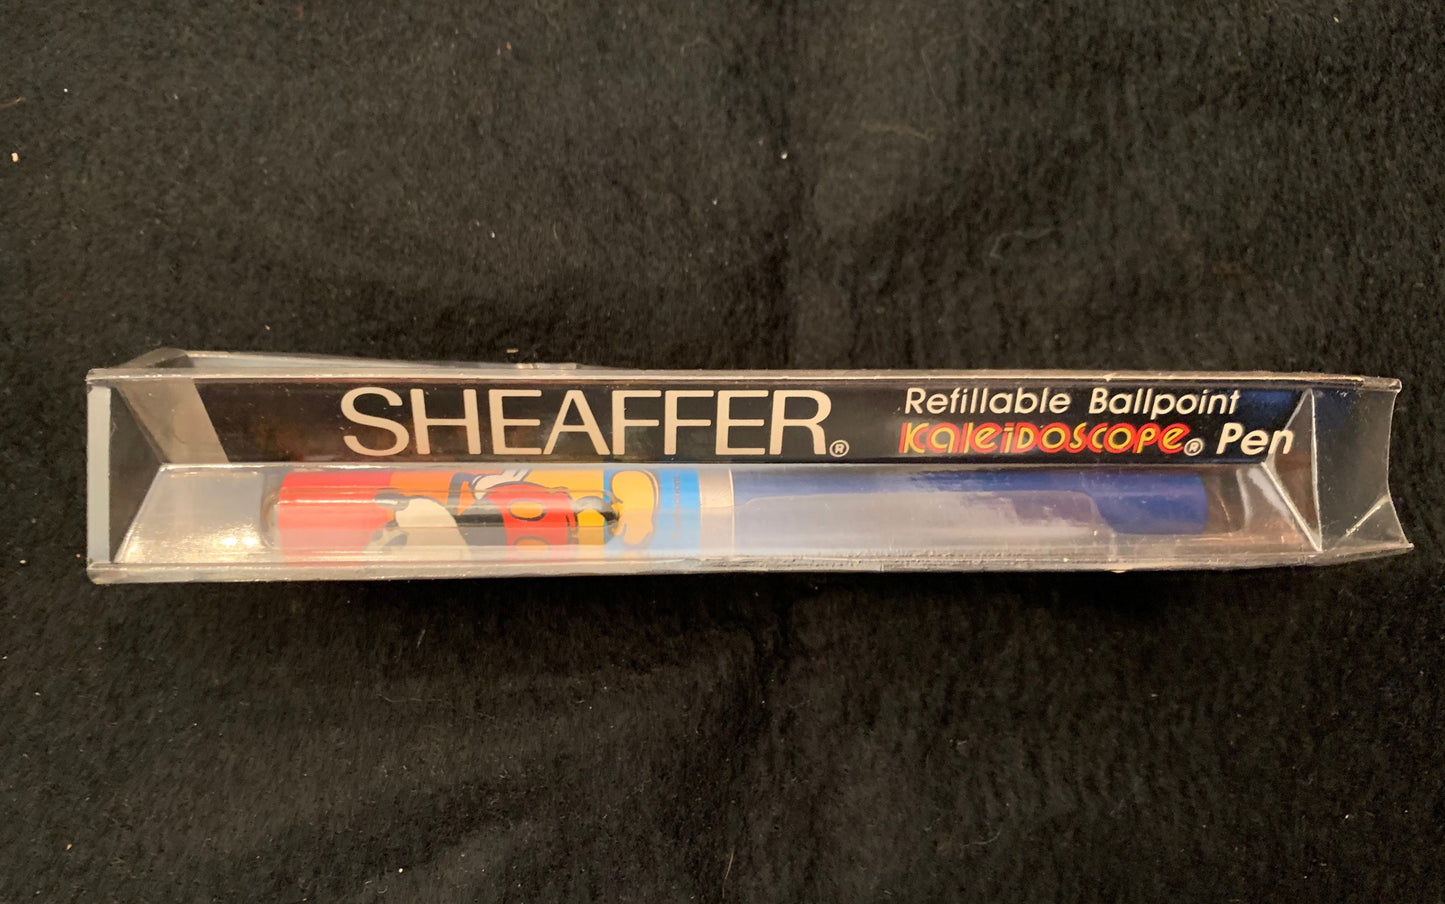 SHEAFFER®
Refillable Ballpoint
Kaleidoscope® Pen